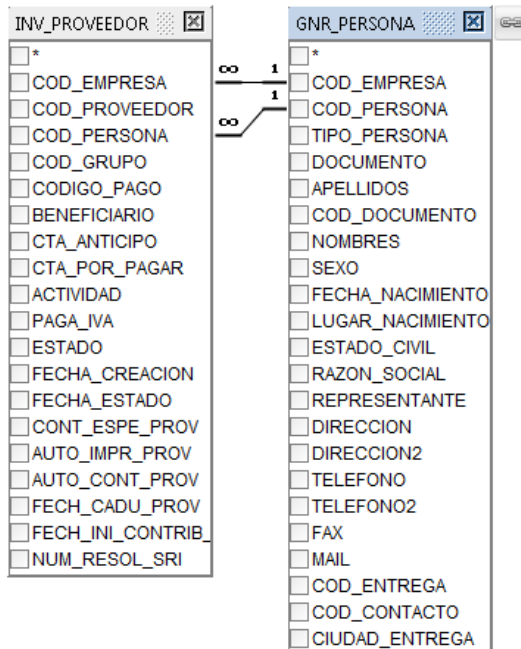 INV_PROVEEDOR
*
COD_EMPRESA
COD_PROVEEDOR
COD_PERSONA
COD_GRUPO
CODIGO_PAGO
BENEFICIARIO
CTA_ANTICIPO
CTA_POR_PAGAR
ACTIVIDAD
PAGA_IVA
ESTADO
FECHA_CREACION
FECHA_ESTADO
CONT_ESPE_PROV
AUTO_IMPR_PROV
AUTO_CONT_PROV
FECH_CADU_PROV
FECH_INI_CONTRIB_
NUM_RESOL_SRI
∞ 1
1
∞
GNR_PERSONA
*
COD_EMPRESA
COD_PERSONA
TIPO_PERSONA
DOCUMENTO
APELLIDOS
COD_DOCUMENTO
NOMBRES
SEXO
FECHA_NACIMIENTO
LUGAR_NACIMIENTO
ESTADO_CIVIL
RAZON_SOCIAL
REPRESENTANTE
DIRECCION
DIRECCION2
TELEFONO
TELEFONO2
FAX
MAIL
COD_ENTREGA
COD_CONTACTO
CIUDAD_ENTREGA